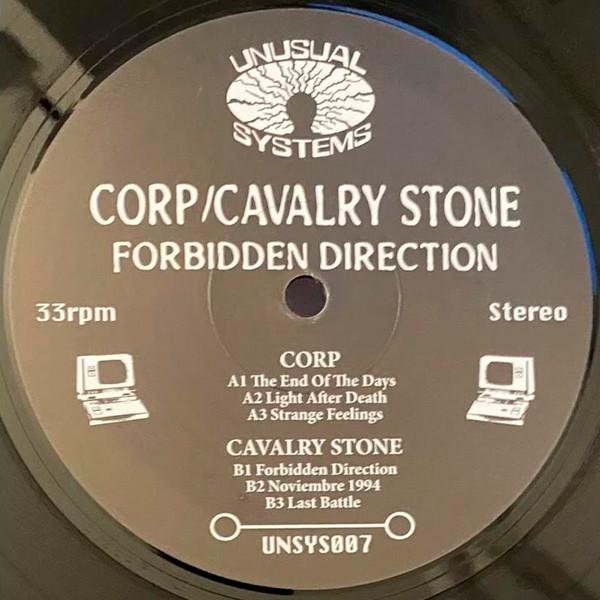 UNUSUAL
SYSTEMS
CORP/CAVALRY STONE
FORBIDDEN DIRECTION
33rpm
Stereo
CORP
A1 The End Of The Days
A2 Light After Death
A3 Strange Feelings
CAVALRY STONE
B1 Forbidden Direction
B2 Noviembre 1994
B3 Last Battle
UNSYS007